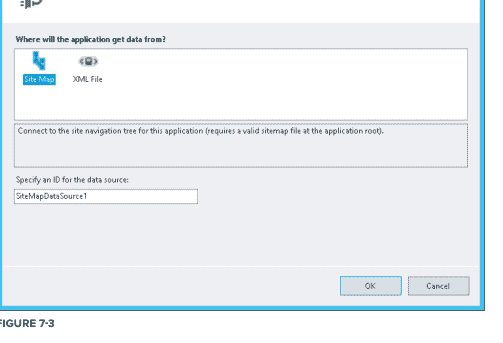 Where will the application get data from?
Site Map
XML File
Connect to the site navigation tree for this application (requires a valid sitemap file at the application root).
Specify an ID for the data source:
SiteMapDataSource1
OK
Cancel
FIGURE 7-3